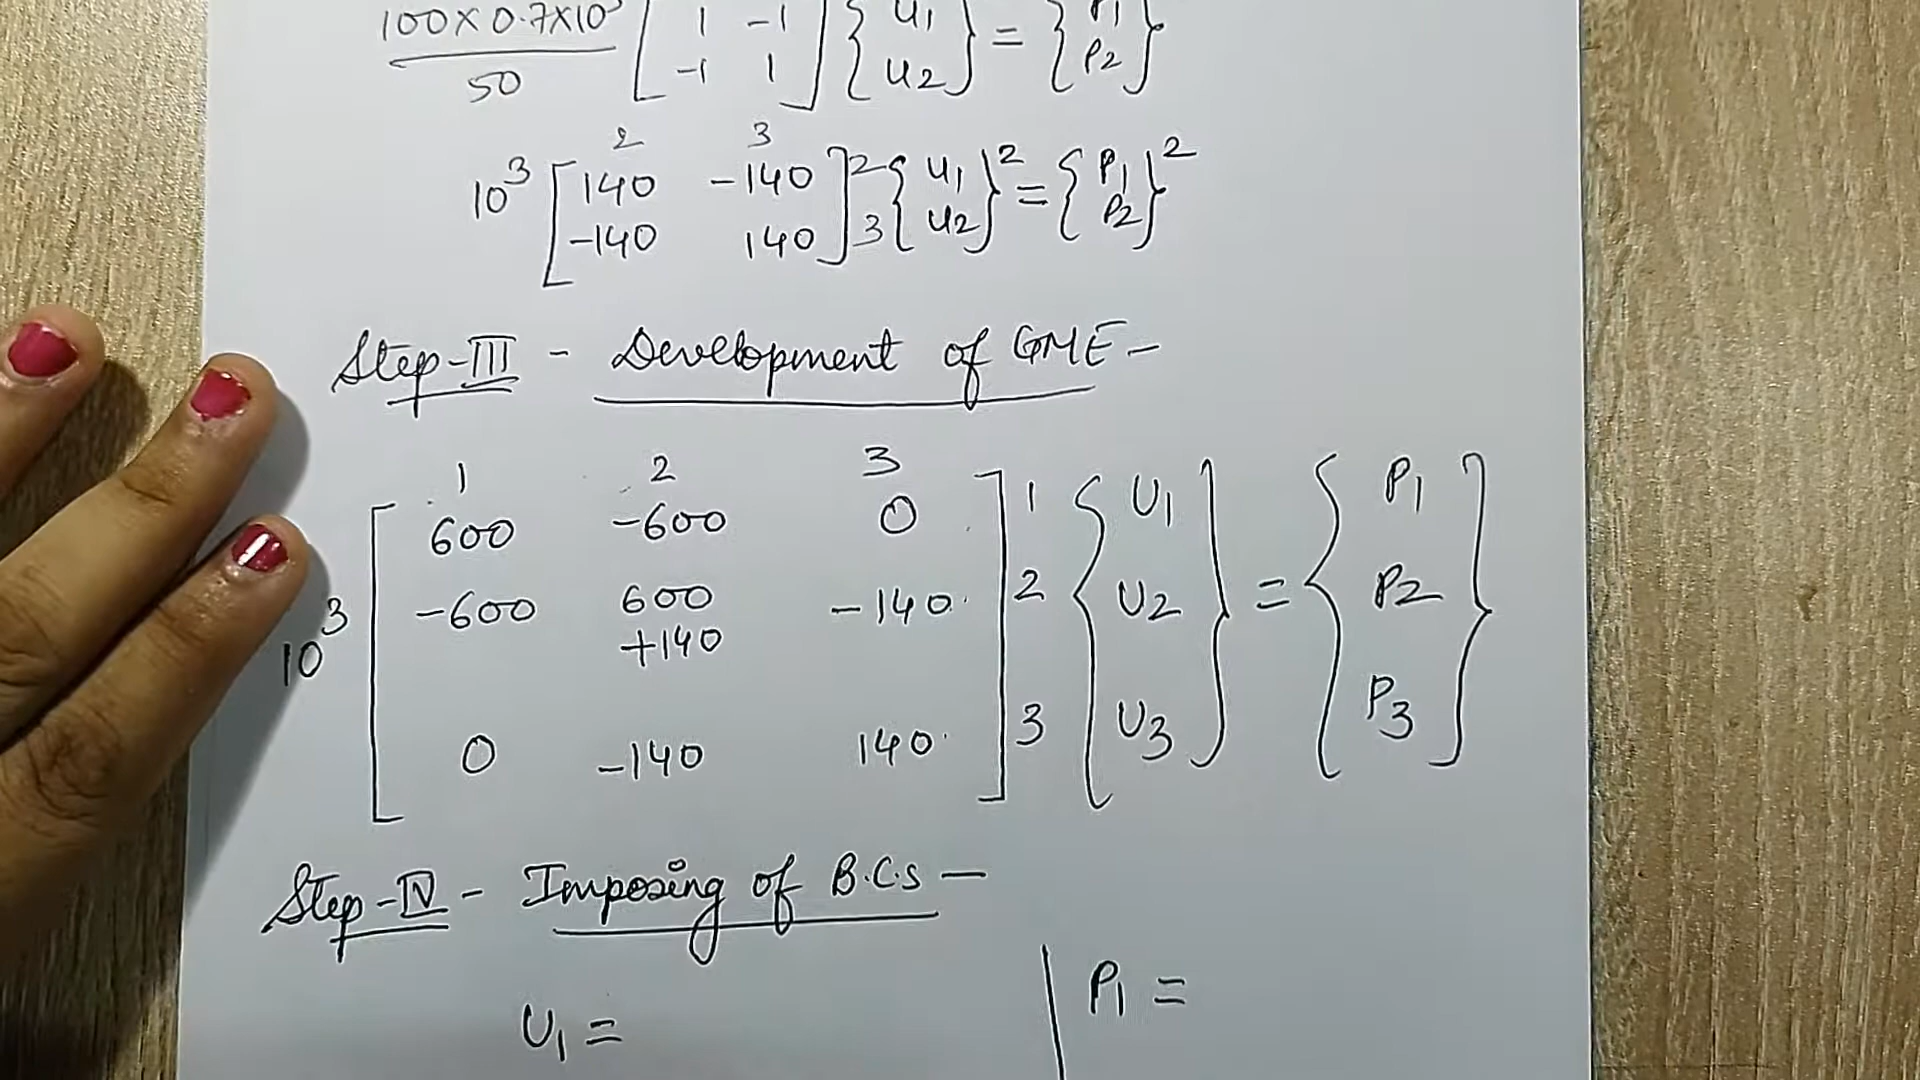 100×0.7×10³ / 50 [ 1 -1 ] { u1 } = { P1 }
[ -1 1 ] { u2 } { P2 }
2 3
10³ [ 140 -140 ] 2 { u1 }² = { P1 }²
[ -140 140 ] 3 { u2 } { P2 }
Step-III - Development of GME -
1 2 3
600 -600 0 1 U1 P1
10³ -600 600 +140 -140 2 U2 = P2
0 -140 140 3 U3 P3
Step-IV - Imposing of B.C.s -
U1 = | P1 =